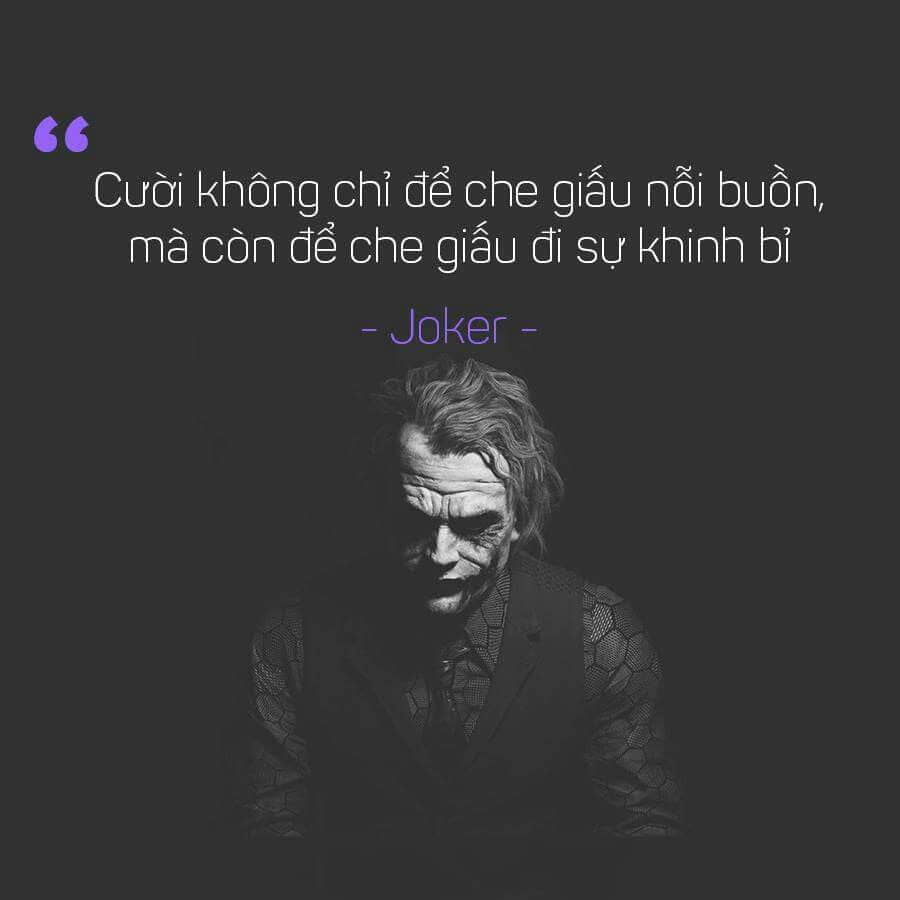 “
Cười không chỉ để che giấu nỗi buồn,
mà còn để che giấu đi sự khinh bỉ
- Joker -